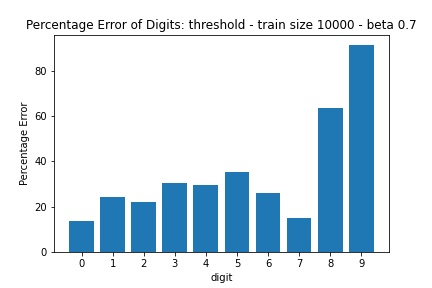 Percentage Error of Digits: threshold - train size 10000 - beta 0.7
Percentage Error
80
60
40
20
0
0 1 2 3 4 5 6 7 8 9
digit